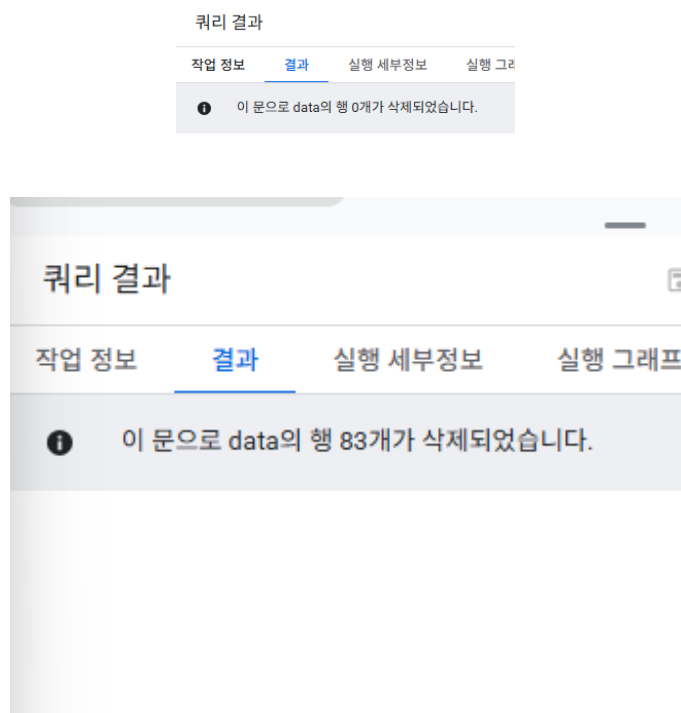 쿼리 결과
작업 정보 결과 실행 세부정보 실행 그래
이 문으로 data의 행 0개가 삭제되었습니다.
쿼리 결과
작업 정보 결과 실행 세부정보 실행 그래프
이 문으로 data의 행 83개가 삭제되었습니다.